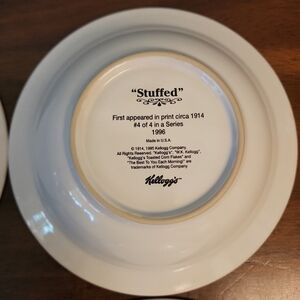 "Stuffed"
First appeared in print circa 1914
#4 of 4 in a Series
1996
Made in U.S.A.
© 1914, 1995 Kellogg Company.
All Rights Reserved. "Kellogg's", "W.K. Kellogg",
"Kellogg's Toasted Corn Flakes" and
"The Best To You Each Morning" are
trademarks of Kellogg Company
Kellogg's